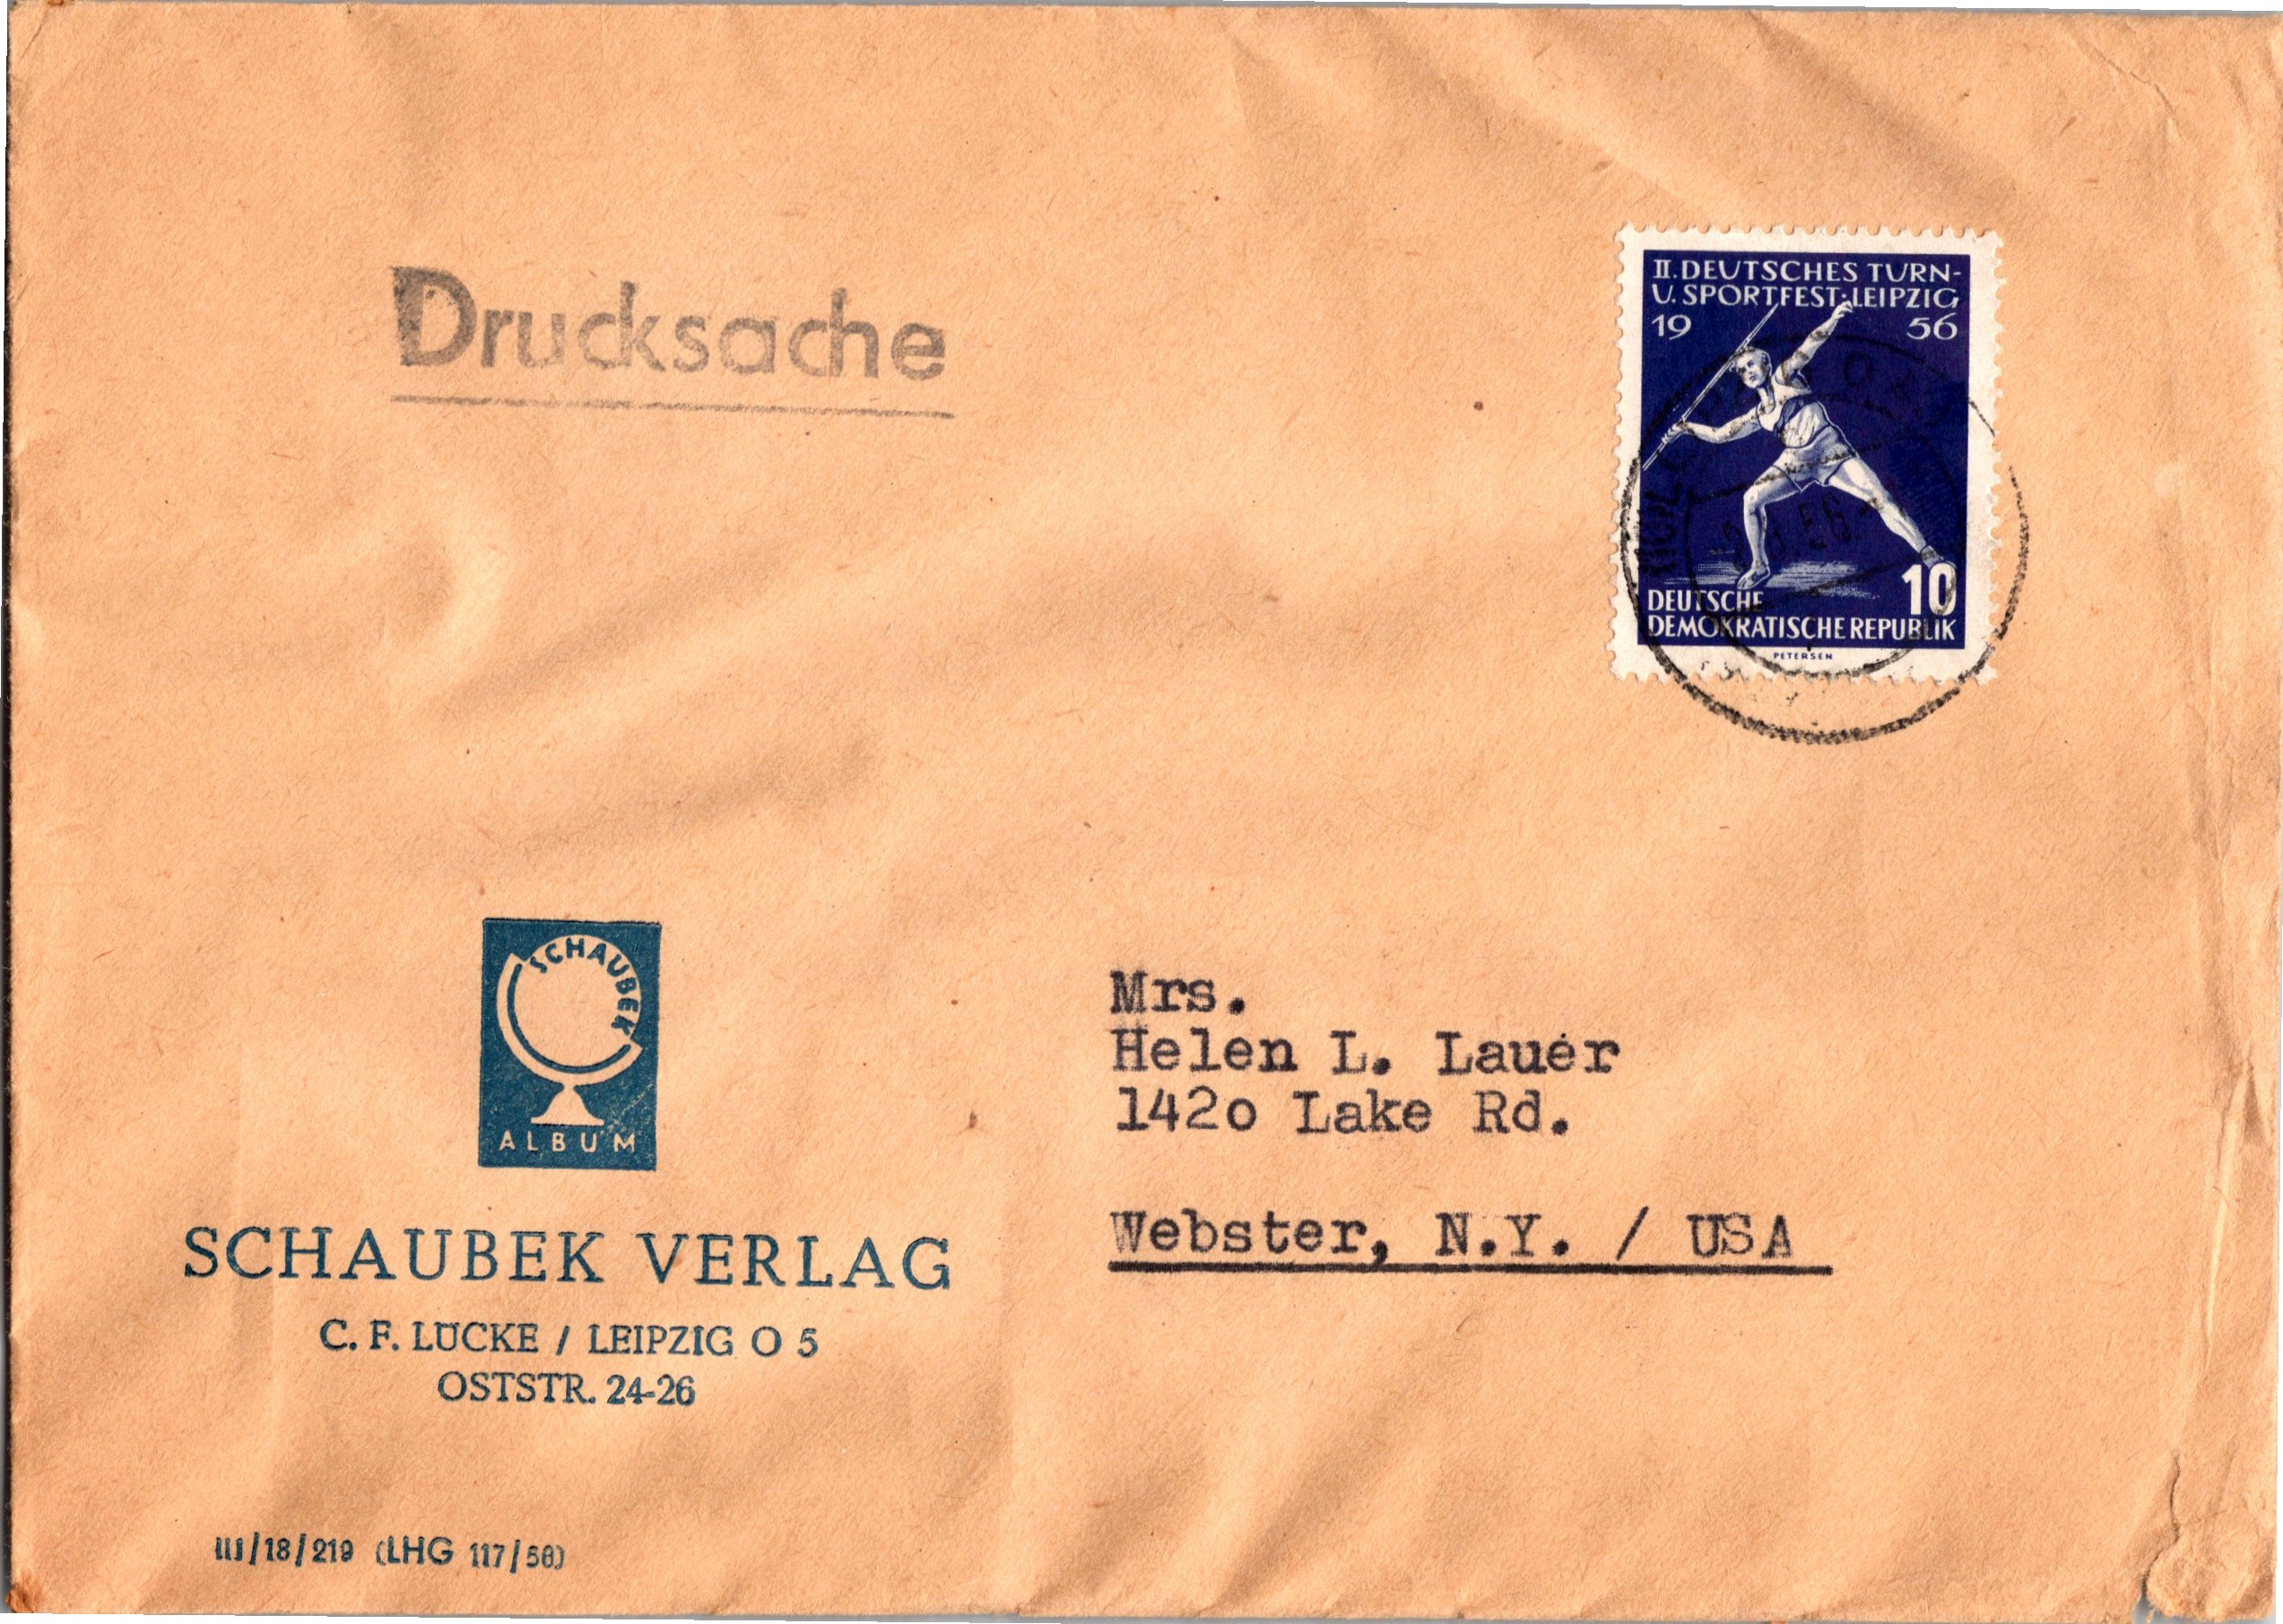 Drucksache
II. DEUTSCHES TURN-
U. SPORTFEST·LEIPZIG
19 56
DEUTSCHE 10
DEMOKRATISCHE REPUBLIK
PETERSEN
SCHAUBEK
ALBUM
SCHAUBEK VERLAG
C. F. LÜCKE / LEIPZIG O 5
OSTSTR. 24-26
III/18/219 (LHG 117/56)
Mrs.
Helen L. Lauer
142o Lake Rd.
Webster, N.Y. / USA